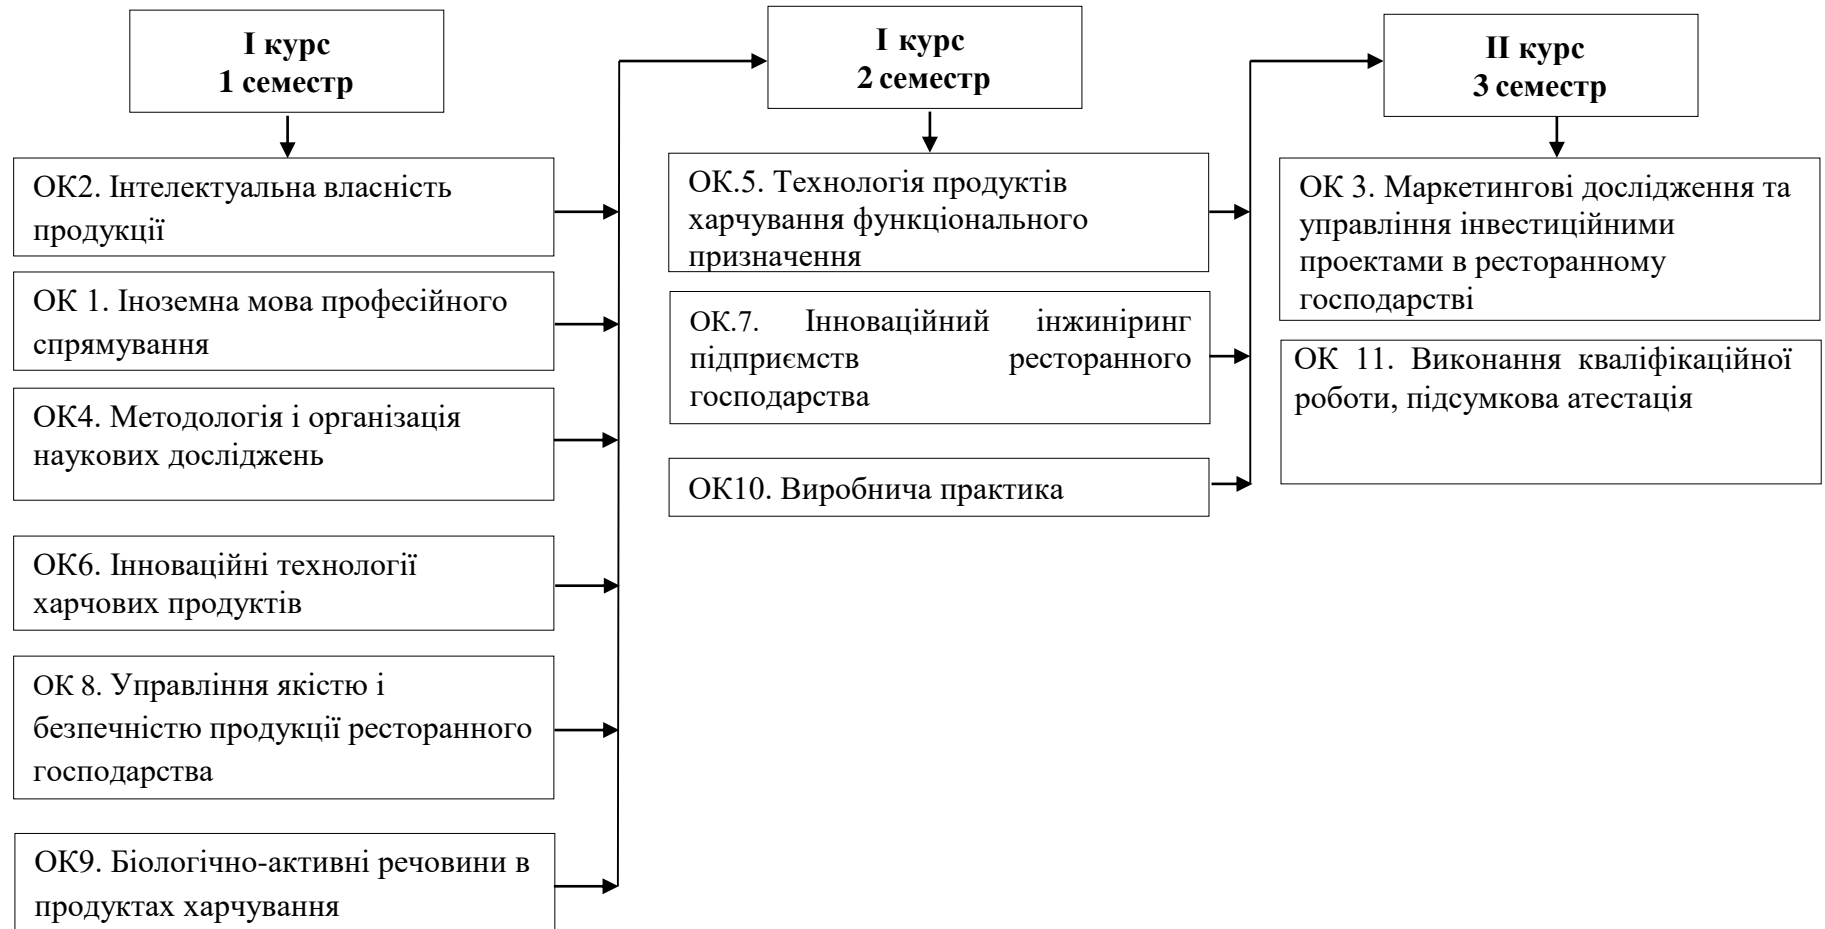 І курс
1 семестр
ОК2. Інтелектуальна власність
продукції
ОК 1. Іноземна мова професійного
спрямування
ОК4. Методологія і організація
наукових досліджень
ОК6. Інноваційні технології
харчових продуктів
ОК 8. Управління якістю і
безпечністю продукції ресторанного
господарства
ОК9. Біологічно-активні речовини в
продуктах харчування
І курс
2 семестр
ОК.5. Технологія продуктів
харчування функціонального
призначення
ОК.7. Інноваційний інжиніринг
підприємств ресторанного
господарства
ОК10. Виробнича практика
ІІ курс
3 семестр
ОК 3. Маркетингові дослідження та
управління інвестиційними
проектами в ресторанному
господарстві
ОК 11. Виконання кваліфікаційної
роботи, підсумкова атестація